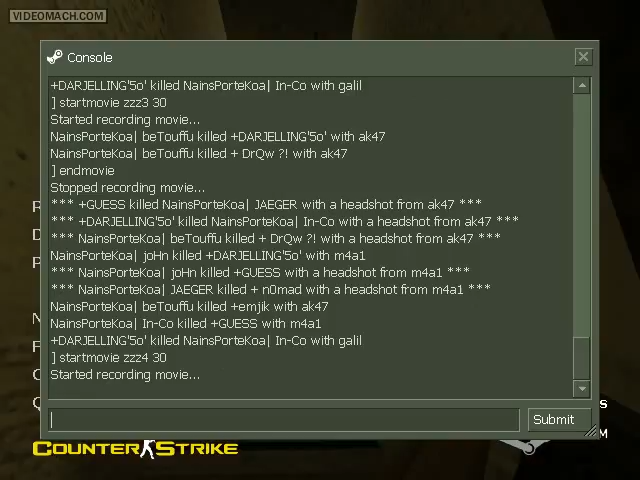 VIDEOMACH.COM
Console
+DARJELLING'5o' killed NainsPorteKoa| In-Co with galil
] startmovie zzz3 30
Started recording movie...
NainsPorteKoa| beTouffu killed +DARJELLING'5o' with ak47
NainsPorteKoa| beTouffu killed + DrQw ?! with ak47
] endmovie
Stopped recording movie...
*** +GUESS killed NainsPorteKoa| JAEGER with a headshot from ak47 ***
*** +DARJELLING'5o' killed NainsPorteKoa| In-Co with a headshot from ak47 ***
*** NainsPorteKoa| beTouffu killed + DrQw ?! with a headshot from ak47 ***
NainsPorteKoa| joHn killed +DARJELLING'5o' with m4a1
*** NainsPorteKoa| joHn killed +GUESS with a headshot from m4a1 ***
*** NainsPorteKoa| JAEGER killed + n0mad with a headshot from m4a1 ***
NainsPorteKoa| beTouffu killed +emjik with ak47
NainsPorteKoa| In-Co killed +GUESS with m4a1
+DARJELLING'5o' killed NainsPorteKoa| In-Co with galil
] startmovie zzz4 30
Started recording movie...
Submit
COUNTER STRIKE